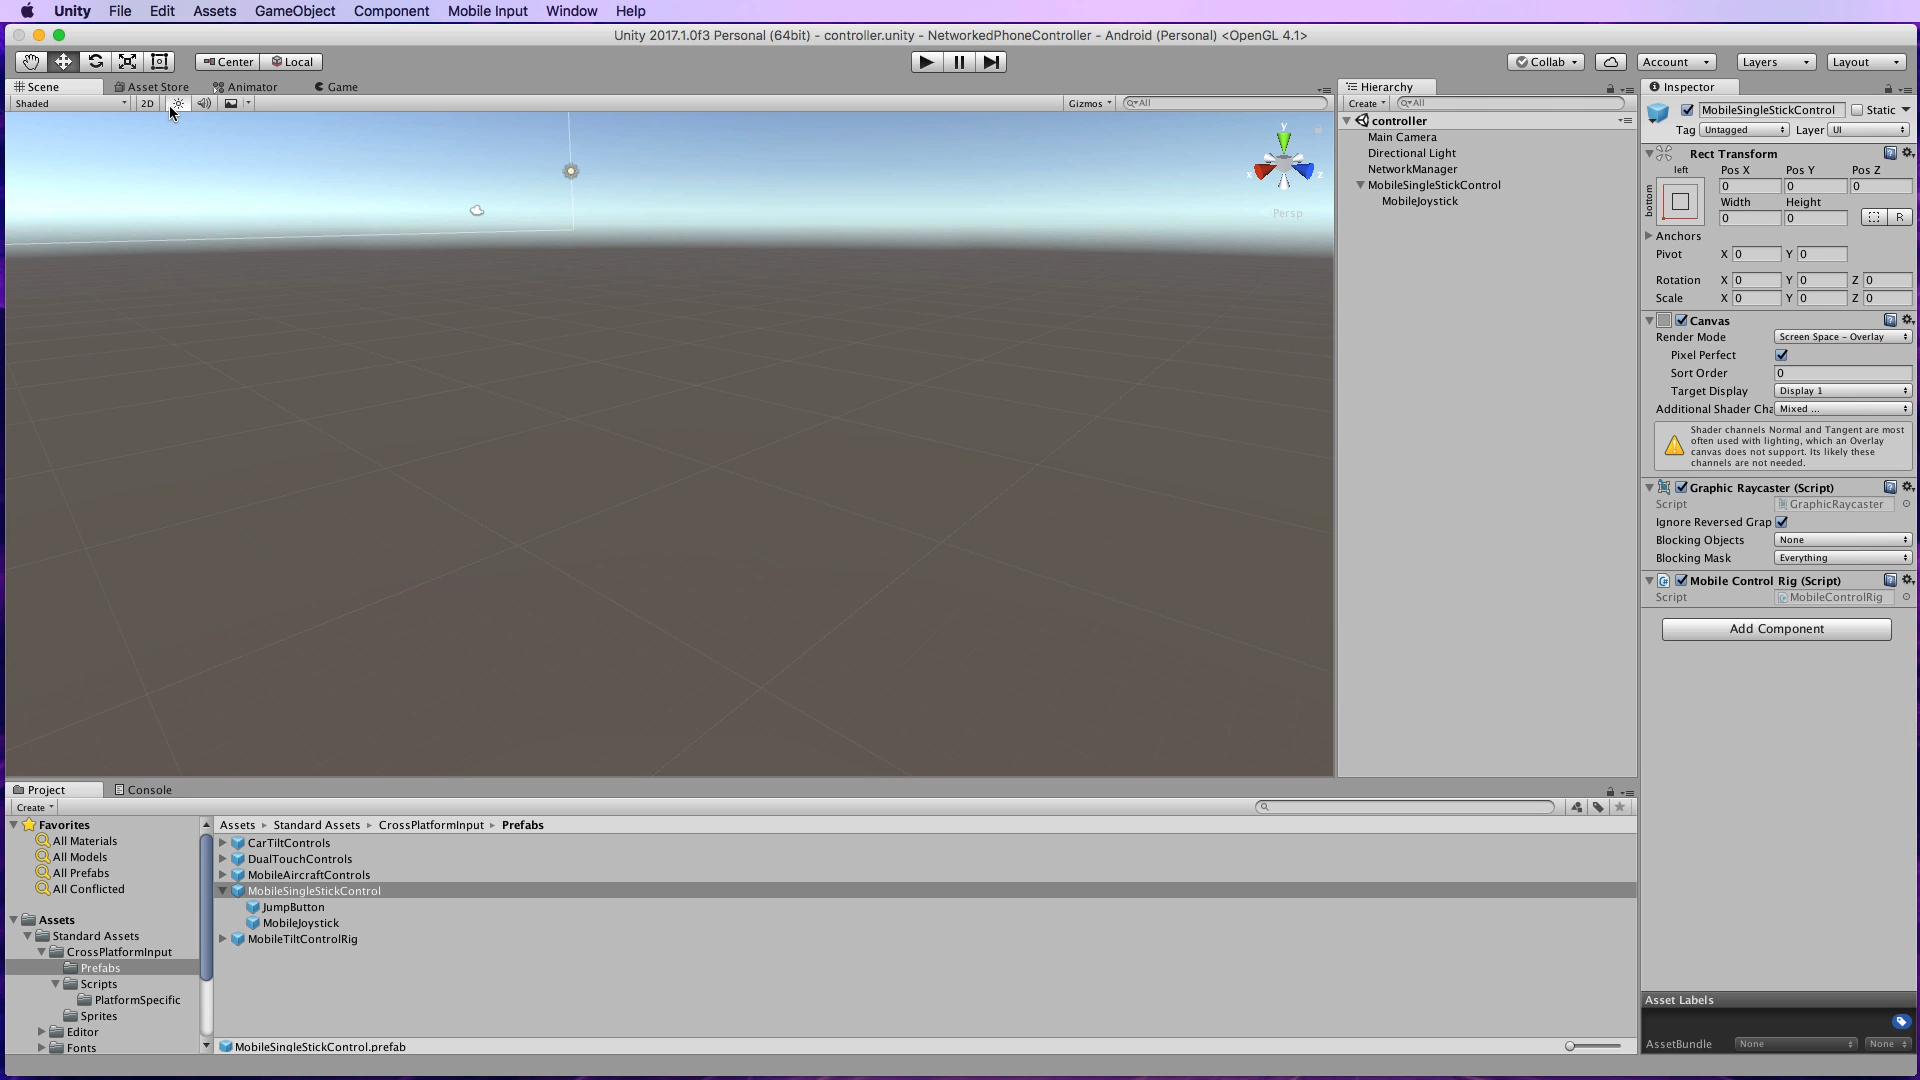 Unity File Edit Assets GameObject Component Mobile Input Window Help
Unity 2017.1.0f3 Personal (64bit) - controller.unity - NetworkedPhoneController - Android (Personal) <OpenGL 4.1>
Center Local
Collab Account Layers Layout
Scene Asset Store Animator Game
Shaded 2D Gizmos All
y
x z
Persp
Hierarchy
Create All
controller
Main Camera
Directional Light
NetworkManager
MobileSingleStickControl
MobileJoystick
Inspector
MobileSingleStickControl Static
Tag Untagged Layer UI
Rect Transform
left Pos X Pos Y Pos Z
bottom
0 0 0
Width Height
0 0 R
Anchors
Pivot X 0 Y 0
Rotation X 0 Y 0 Z 0
Scale X 0 Y 0 Z 0
Canvas
Render Mode Screen Space - Overlay
Pixel Perfect
Sort Order 0
Target Display Display 1
Additional Shader Cha Mixed ...
Shader channels Normal and Tangent are most
often used with lighting, which an Overlay
canvas does not support. Its likely these
channels are not needed.
Graphic Raycaster (Script)
Script GraphicRaycaster
Ignore Reversed Grap
Blocking Objects None
Blocking Mask Everything
Mobile Control Rig (Script)
Script MobileControlRig
Add Component
Asset Labels
AssetBundle None None
Project Console
Create
Favorites
All Materials
All Models
All Prefabs
All Conflicted
Assets
Standard Assets
CrossPlatformInput
Prefabs
Scripts
PlatformSpecific
Sprites
Editor
Fonts
Assets Standard Assets CrossPlatformInput Prefabs
CarTiltControls
DualTouchControls
MobileAircraftControls
MobileSingleStickControl
JumpButton
MobileJoystick
MobileTiltControlRig
MobileSingleStickControl.prefab